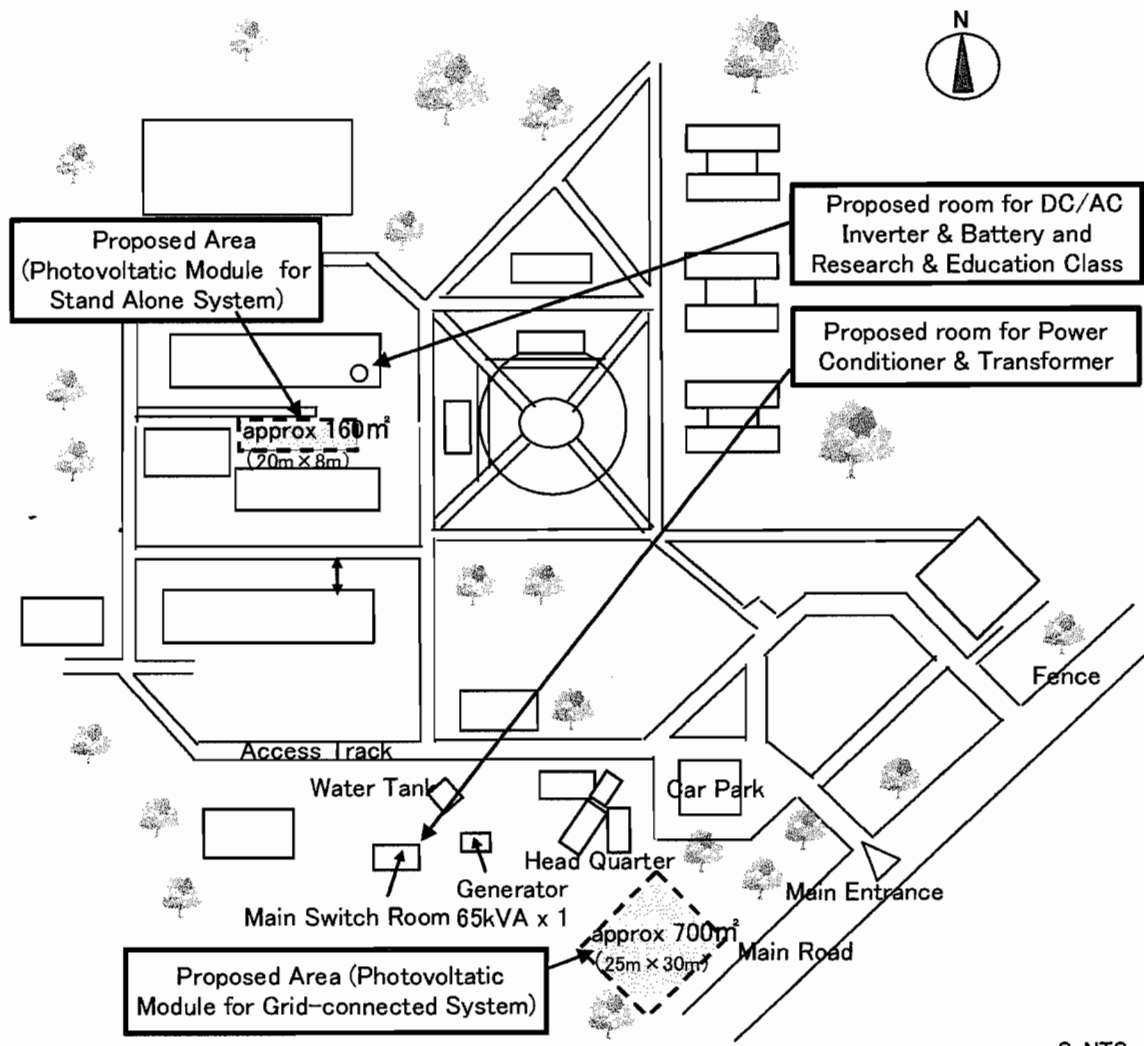 N
Proposed Area
(Photovoltatic Module for
Stand Alone System)
Proposed room for DC/AC
Inverter & Battery and
Research & Education Class
Proposed room for Power
Conditioner & Transformer
approx 160㎡
(20m×8m)
Fence
Access Track
Water Tank
Car Park
Head Quarter
Generator
65kVA x 1
Main Switch Room
Main Entrance
approx 700㎡
(25m×30m)
Main Road
Proposed Area (Photovoltatic
Module for Grid-connected System)